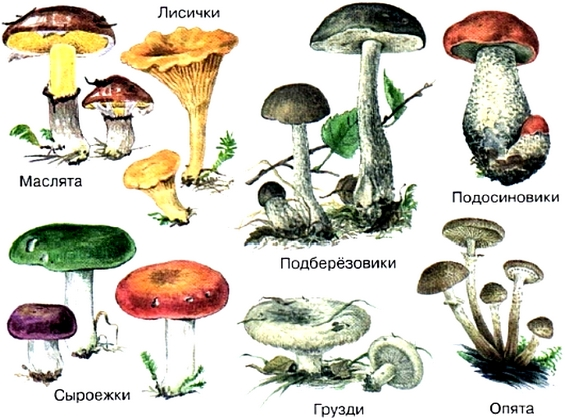 Лисички
Маслята
Подосиновики
Подберёзовики
Сыроежки
Грузди
Опята